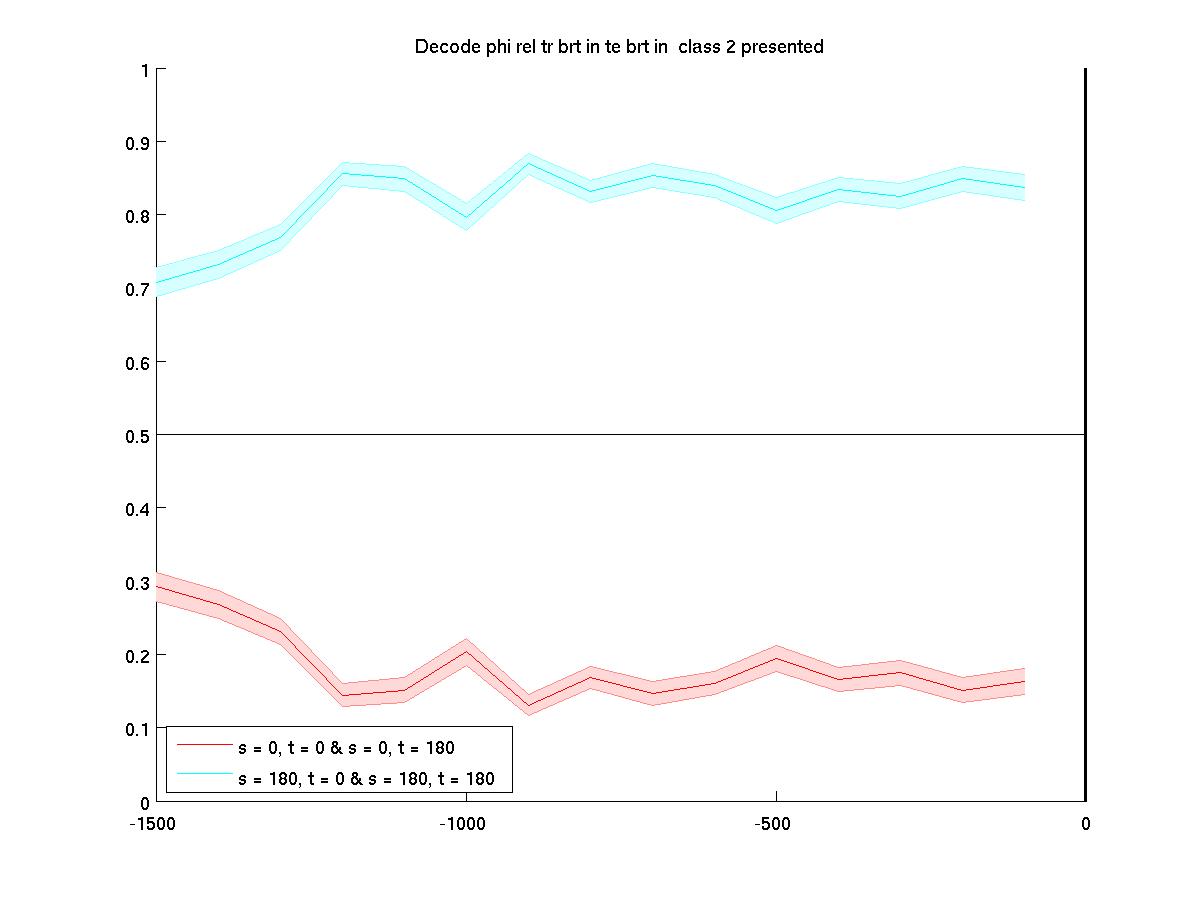 Decode phi rel tr brt in te brt in  class 2 presented
1
0.9
0.8
0.7
0.6
0.5
0.4
0.3
0.2
0.1
0
s = 0, t = 0 & s = 0, t = 180
s = 180, t = 0 & s = 180, t = 180
-1500 -1000 -500 0